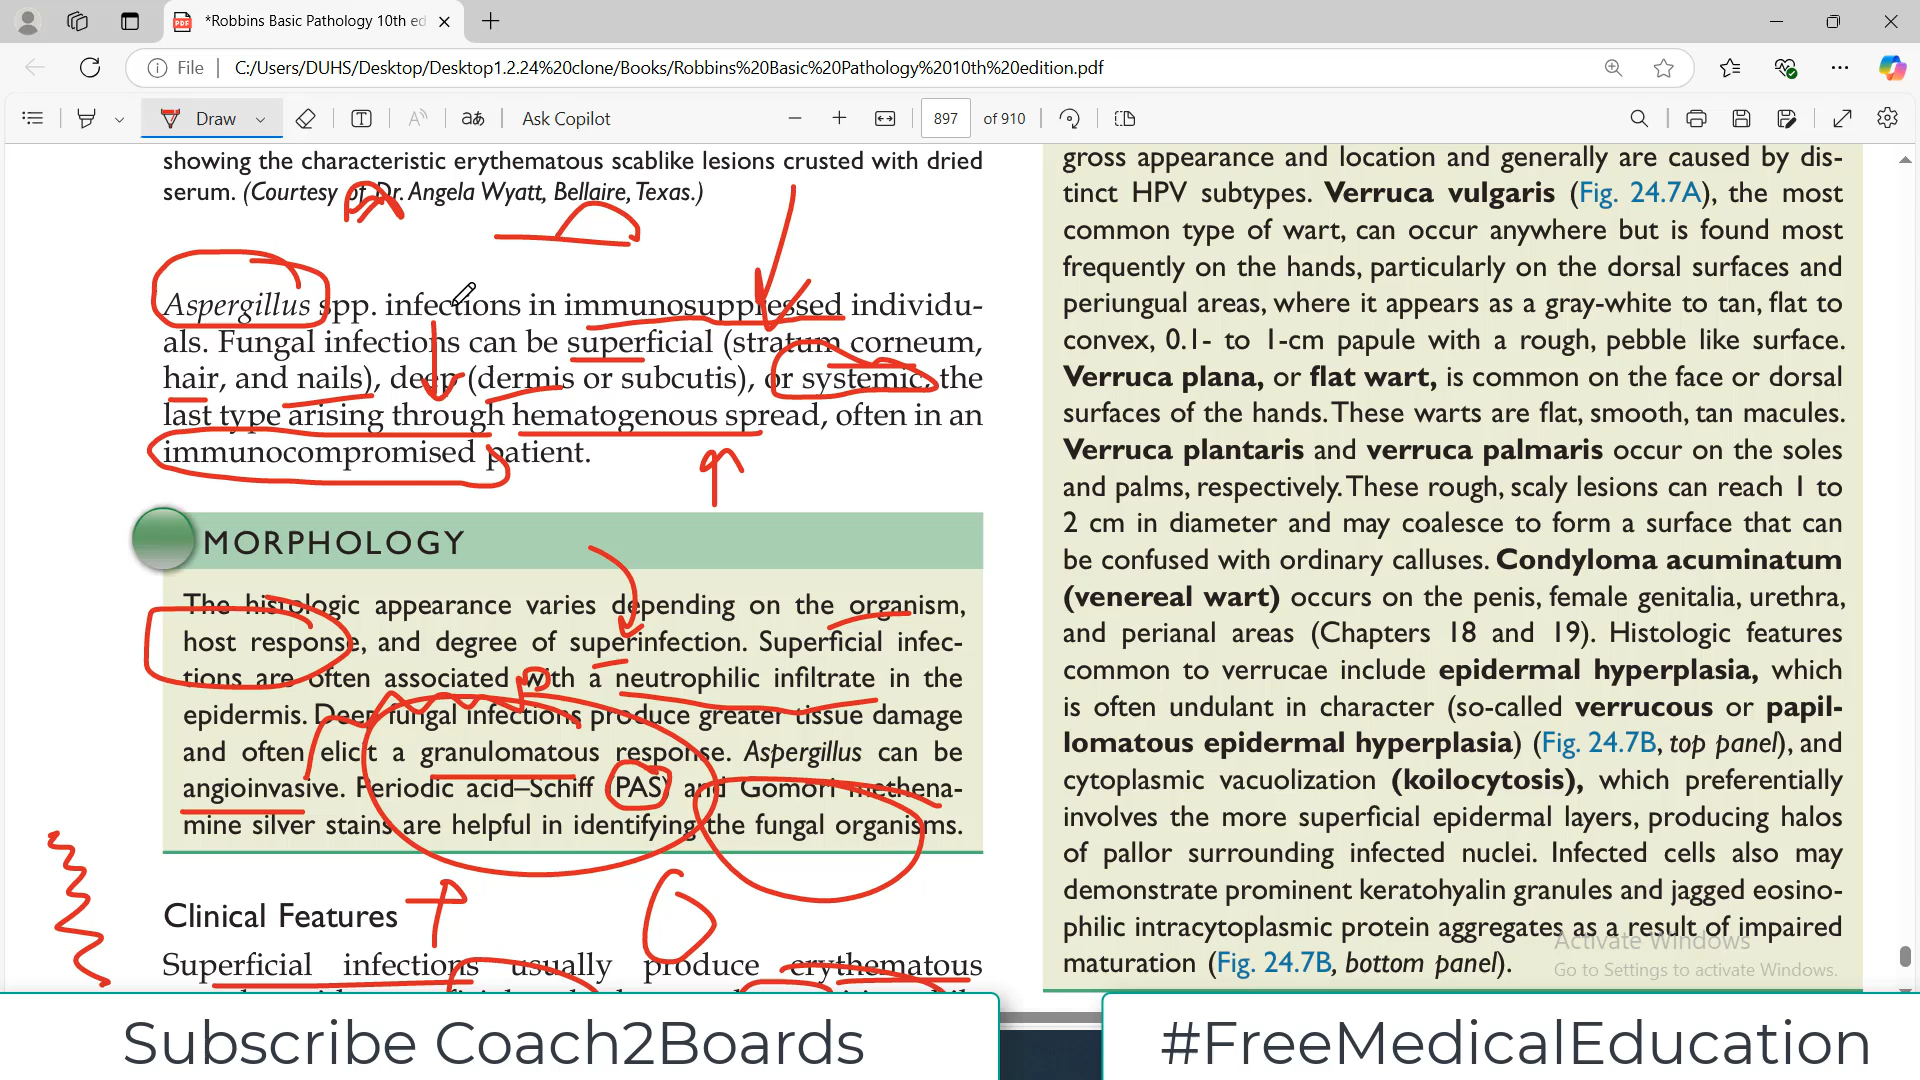 *Robbins Basic Pathology 10th ed
File
C:/Users/DUHS/Desktop/Desktop1.2.24%20clone/Books/Robbins%20Basic%20Pathology%2010th%20edition.pdf
Draw
Ask Copilot
897 of 910
showing the characteristic erythematous scablike lesions crusted with dried
serum. (Courtesy of Dr. Angela Wyatt, Bellaire, Texas.)
Aspergillus spp. infections in immunosuppressed individu-
als. Fungal infections can be superficial (stratum corneum,
hair, and nails), deep (dermis or subcutis), or systemic, the
last type arising through hematogenous spread, often in an
immunocompromised patient.
MORPHOLOGY
The histologic appearance varies depending on the organism,
host response, and degree of superinfection. Superficial infec-
tions are often associated with a neutrophilic infiltrate in the
epidermis. Deep fungal infections produce greater tissue damage
and often elicit a granulomatous response. Aspergillus can be
angioinvasive. Periodic acid–Schiff (PAS) and Gomori methena-
mine silver stains are helpful in identifying the fungal organisms.
Clinical Features
Superficial infections usually produce erythematous
gross appearance and location and generally are caused by dis-
tinct HPV subtypes. Verruca vulgaris (Fig. 24.7A), the most
common type of wart, can occur anywhere but is found most
frequently on the hands, particularly on the dorsal surfaces and
periungual areas, where it appears as a gray-white to tan, flat to
convex, 0.1- to 1-cm papule with a rough, pebble like surface.
Verruca plana, or flat wart, is common on the face or dorsal
surfaces of the hands. These warts are flat, smooth, tan macules.
Verruca plantaris and verruca palmaris occur on the soles
and palms, respectively. These rough, scaly lesions can reach 1 to
2 cm in diameter and may coalesce to form a surface that can
be confused with ordinary calluses. Condyloma acuminatum
(venereal wart) occurs on the penis, female genitalia, urethra,
and perianal areas (Chapters 18 and 19). Histologic features
common to verrucae include epidermal hyperplasia, which
is often undulant in character (so-called verrucous or papil-
lomatous epidermal hyperplasia) (Fig. 24.7B, top panel), and
cytoplasmic vacuolization (koilocytosis), which preferentially
involves the more superficial epidermal layers, producing halos
of pallor surrounding infected nuclei. Infected cells also may
demonstrate prominent keratohyalin granules and jagged eosino-
philic intracytoplasmic protein aggregates as a result of impaired
maturation (Fig. 24.7B, bottom panel).
Activate Windows
Go to Settings to activate Windows.
Subscribe Coach2Boards
#FreeMedicalEducation